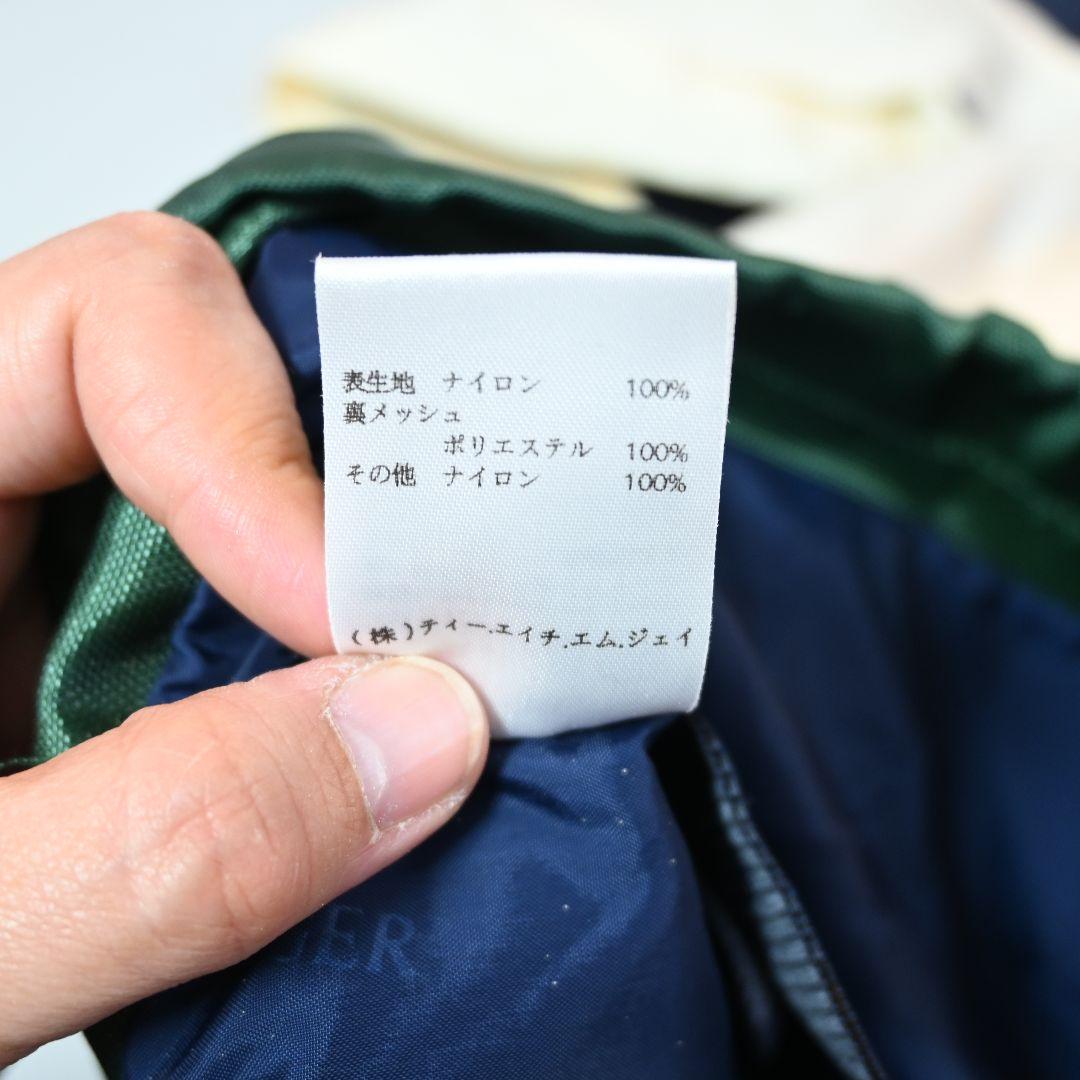 表生地 ナイロン 100%
裏メッシュ
ポリエステル 100%
その他 ナイロン 100%
(株)ティー.エイチ.エム.ジェイ